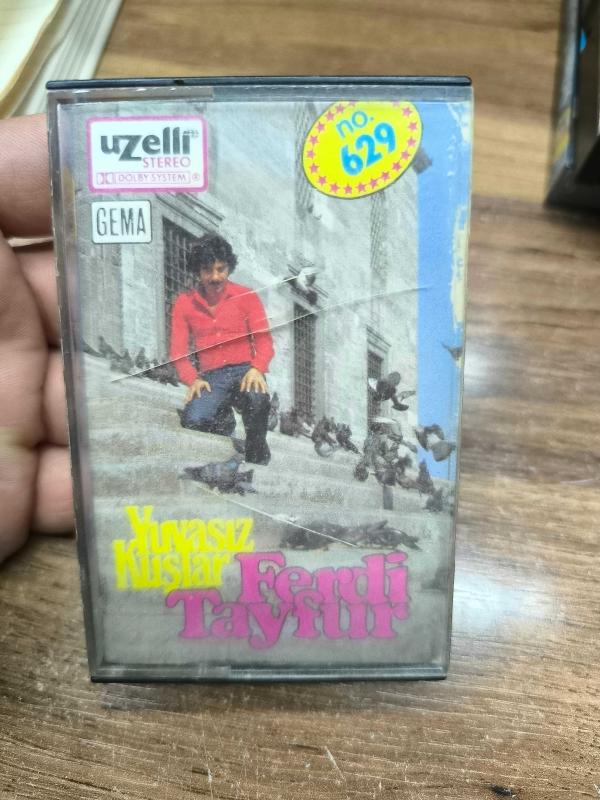 uzelli
STEREO
DOLBY SYSTEM ®
GEMA
no.
629
Yuvasız
Kuşlar
Ferdi
Tayfur